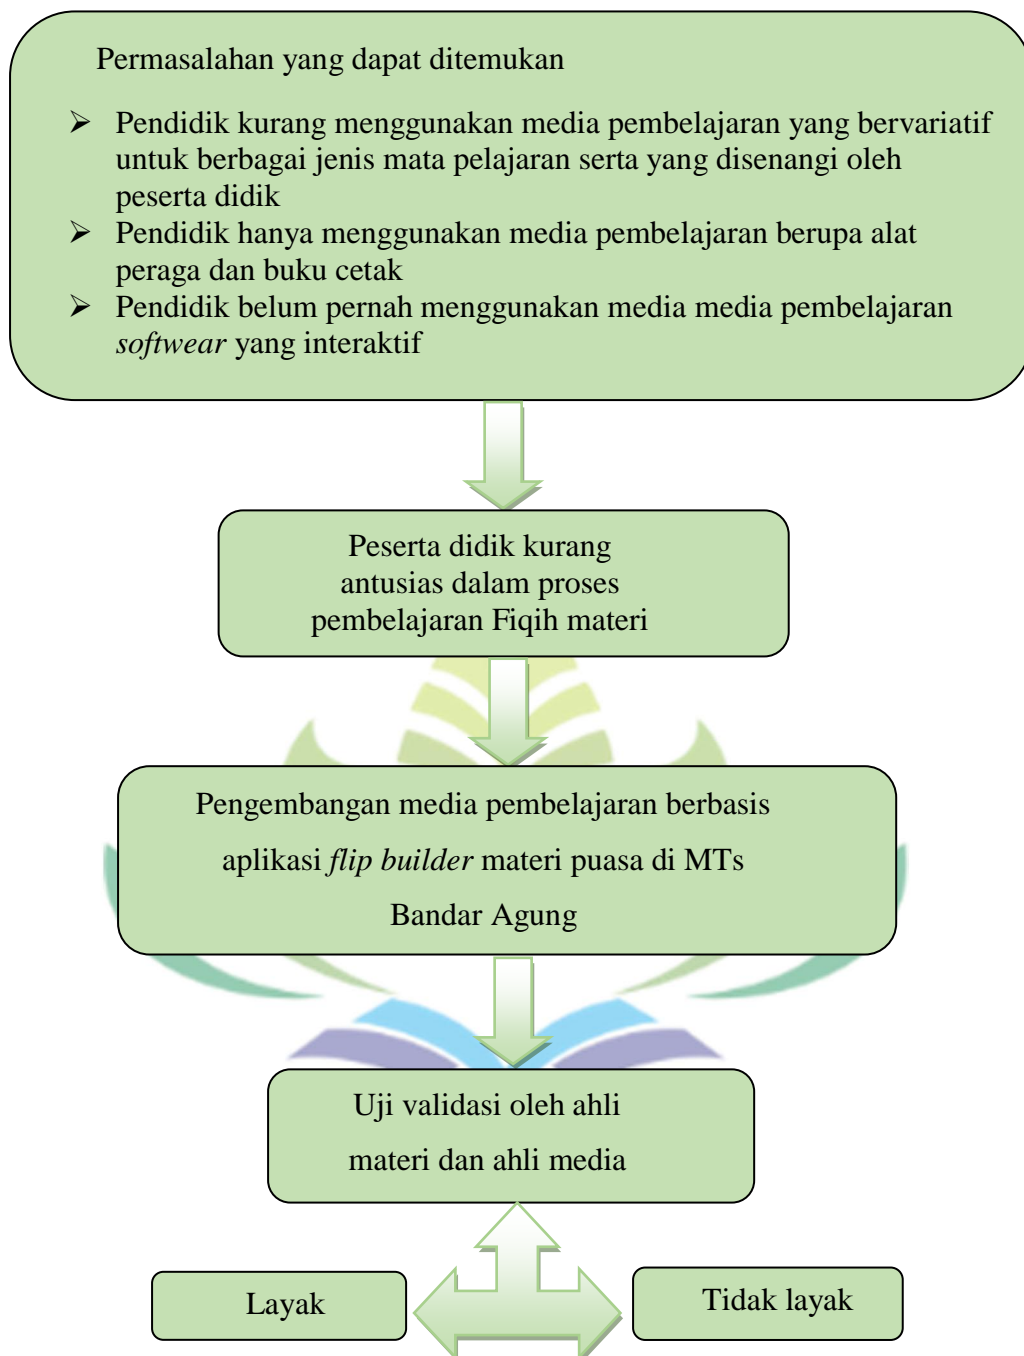 Permasalahan yang dapat ditemukan
➢ Pendidik kurang menggunakan media pembelajaran yang bervariatif
untuk berbagai jenis mata pelajaran serta yang disenangi oleh
peserta didik
➢ Pendidik hanya menggunakan media pembelajaran berupa alat
peraga dan buku cetak
➢ Pendidik belum pernah menggunakan media media pembelajaran
softwear yang interaktif
Peserta didik kurang
antusias dalam proses
pembelajaran Fiqih materi
Pengembangan media pembelajaran berbasis
aplikasi flip builder materi puasa di MTs
Bandar Agung
Uji validasi oleh ahli
materi dan ahli media
Layak
Tidak layak